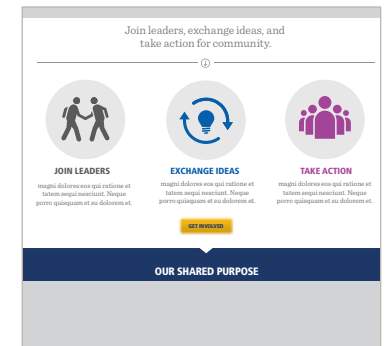 Join leaders, exchange ideas, and
take action for community.
JOIN LEADERS
magni dolores eos qui ratione et
tatem sequi nesciunt. Neque
porro quisquam et su dolorem et.
EXCHANGE IDEAS
magni dolores eos qui ratione et
tatem sequi nesciunt. Neque
porro quisquam et su dolorem et.
TAKE ACTION
magni dolores eos qui ratione et
tatem sequi nesciunt. Neque
porro quisquam et su dolorem et.
GET INVOLVED
OUR SHARED PURPOSE